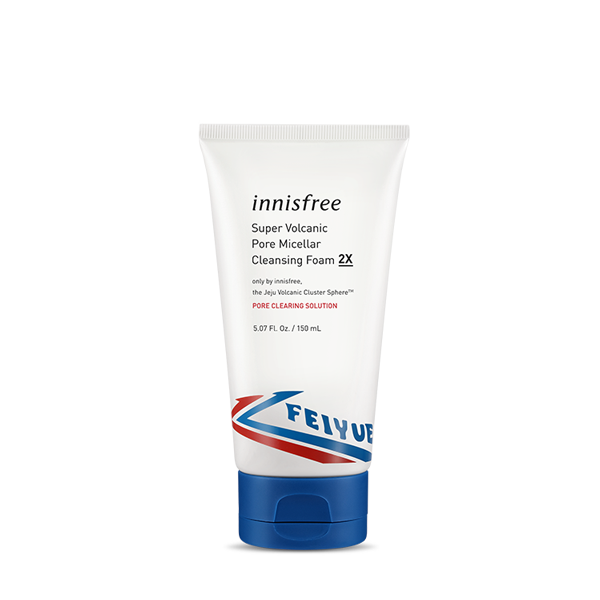 innisfree
Super Volcanic
Pore Micellar
Cleansing Foam 2X
only by innisfree,
the Jeju Volcanic Cluster Sphere™
PORE CLEARING SOLUTION
5.07 Fl. Oz. / 150 mL
FEIYUE